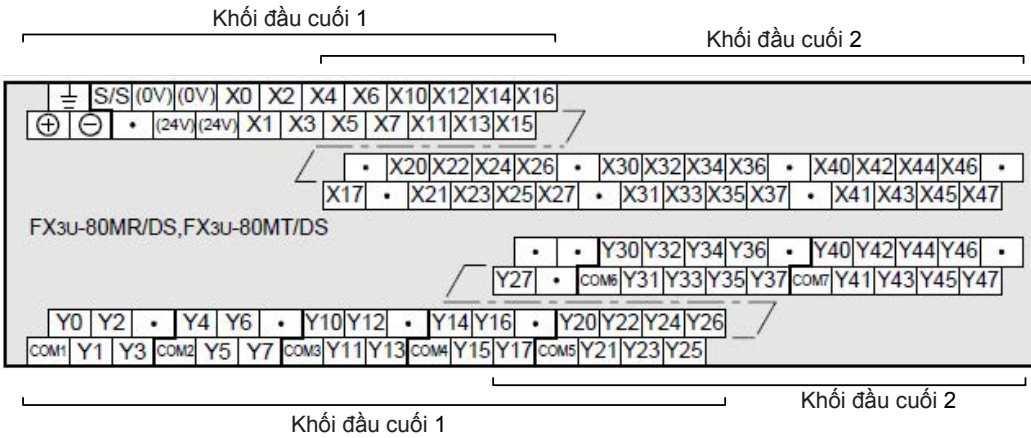 Khối đầu cuối 1
Khối đầu cuối 2
S/S (0V) (0V) X0 X2 X4 X6 X10 X12 X14 X16
⊕ ⊖ • (24V) (24V) X1 X3 X5 X7 X11 X13 X15
• X20 X22 X24 X26 • X30 X32 X34 X36 • X40 X42 X44 X46 •
X17 • X21 X23 X25 X27 • X31 X33 X35 X37 • X41 X43 X45 X47
FX3U-80MR/DS,FX3U-80MT/DS
• • Y30 Y32 Y34 Y36 • Y40 Y42 Y44 Y46 •
Y27 • COM6 Y31 Y33 Y35 Y37 COM7 Y41 Y43 Y45 Y47
Y0 Y2 • Y4 Y6 • Y10 Y12 • Y14 Y16 • Y20 Y22 Y24 Y26
COM1 Y1 Y3 COM2 Y5 Y7 COM3 Y11 Y13 COM4 Y15 Y17 COM5 Y21 Y23 Y25
Khối đầu cuối 2
Khối đầu cuối 1